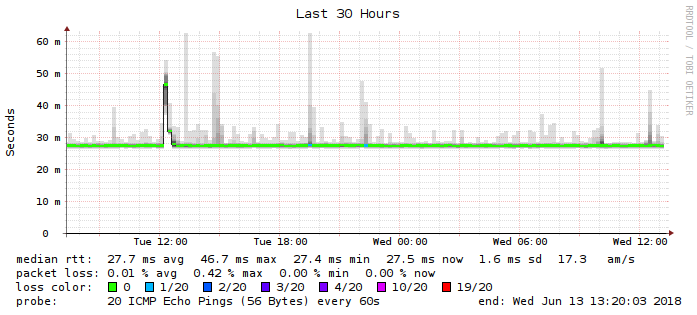 Last 30 Hours
RRDTOOL / TOBI OETIKER
Seconds
60 m
50 m
40 m
30 m
20 m
10 m
0
Tue 12:00 Tue 18:00 Wed 00:00 Wed 06:00 Wed 12:00
median rtt: 27.7 ms avg 46.7 ms max 27.4 ms min 27.5 ms now 1.6 ms sd 17.3 am/s
packet loss: 0.01 % avg 0.42 % max 0.00 % min 0.00 % now
loss color: 0 1/20 2/20 3/20 4/20 10/20 19/20
probe: 20 ICMP Echo Pings (56 Bytes) every 60s end: Wed Jun 13 13:20:03 2018